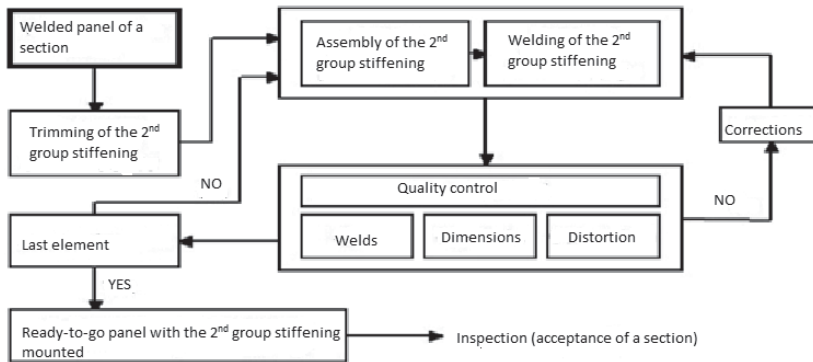 Welded panel of a
section
Assembly of the 2nd
group stiffening
Welding of the 2nd
group stiffening
Trimming of the 2nd
group stiffening
Corrections
NO
Quality control
NO
Welds
Dimensions
Distortion
Last element
YES
Ready-to-go panel with the 2nd group stiffening
mounted
Inspection (acceptance of a section)